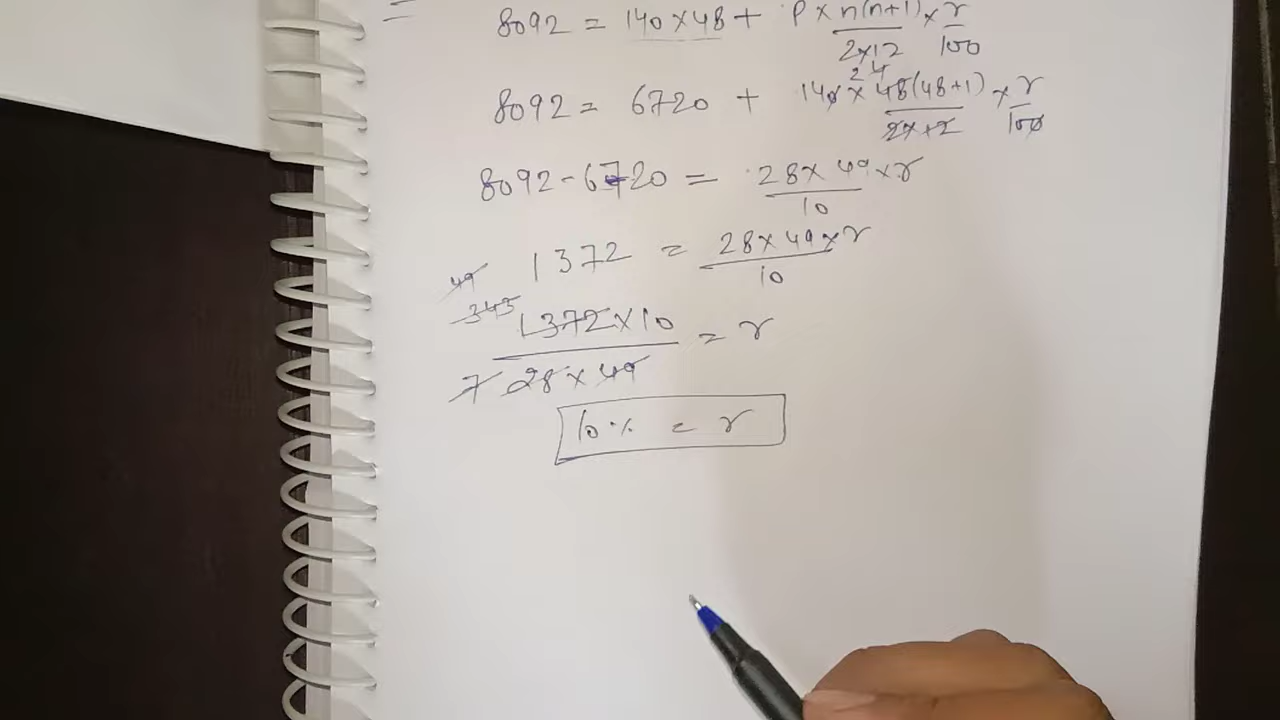 8092 = 140 × 48 + P × n(n+1)/2×12 × r/100
8092 = 6720 + 140 × 48(48+1)/2×12 × r/100
8092 - 6720 = 28 × 49 × r/10
1372 = 28 × 49 × r/10
1372 × 10/28 × 49 = r
10% = r